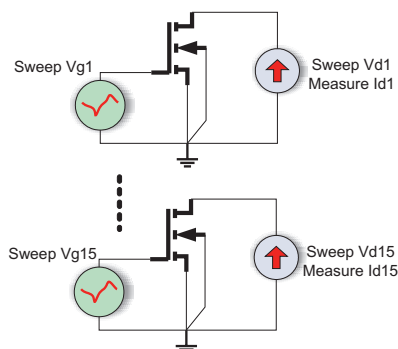 Sweep Vg1
Sweep Vd1
Measure Id1
Sweep Vg15
Sweep Vd15
Measure Id15